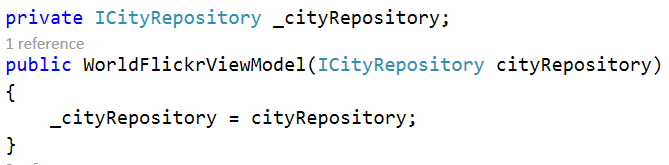 private ICityRepository _cityRepository;
1 reference
public WorldFlickrViewModel(ICityRepository cityRepository)
{
    _cityRepository = cityRepository;
}